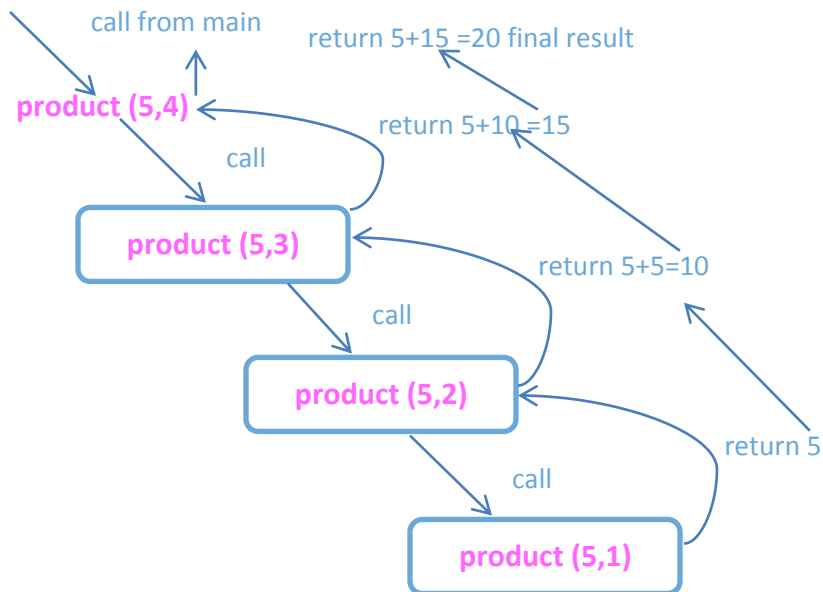 call from main
return 5+15 =20 final result
product (5,4)
return 5+10 =15
call
product (5,3)
return 5+5=10
call
product (5,2)
return 5
call
product (5,1)